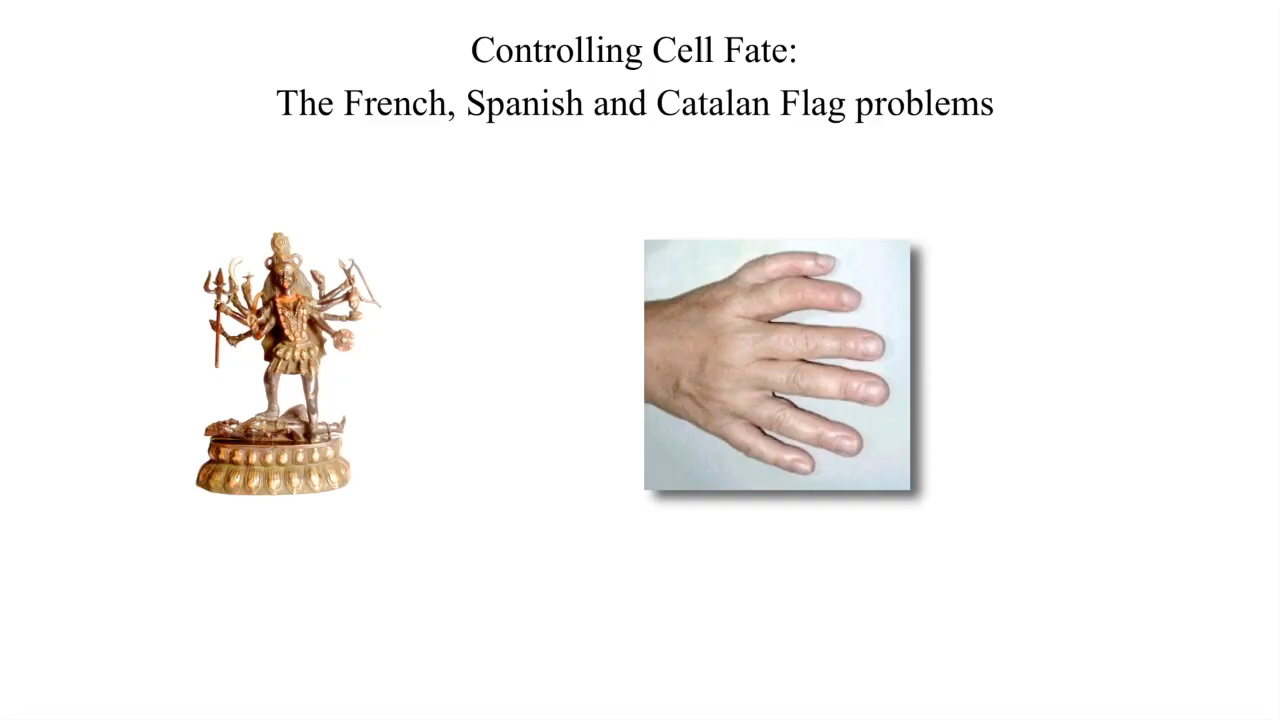 Controlling Cell Fate:
The French, Spanish and Catalan Flag problems